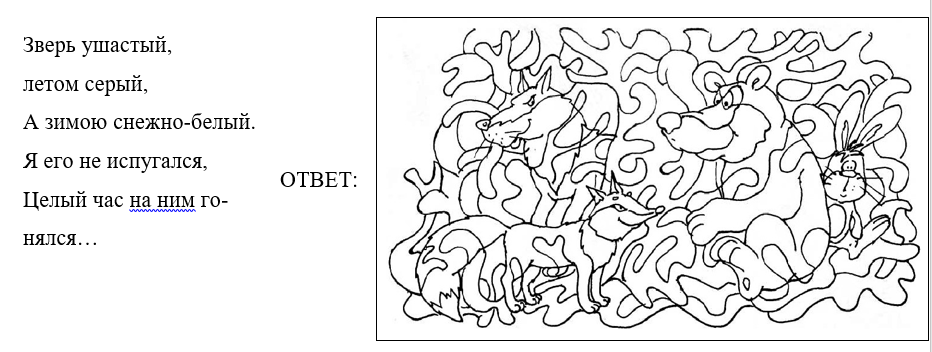 Зверь ушастый,
летом серый,
А зимою снежно-белый.
Я его не испугался,
Целый час на ним го-
нялся…
ОТВЕТ: